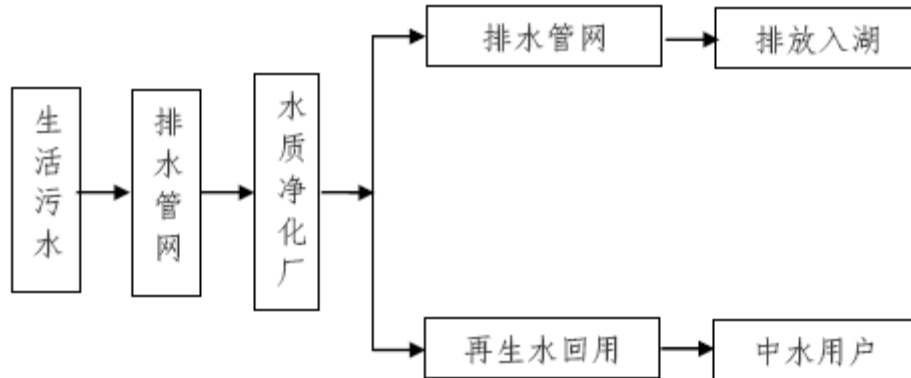 生活污水
排水管网
水质净化厂
排水管网
排放入湖
再生水回用
中水用户